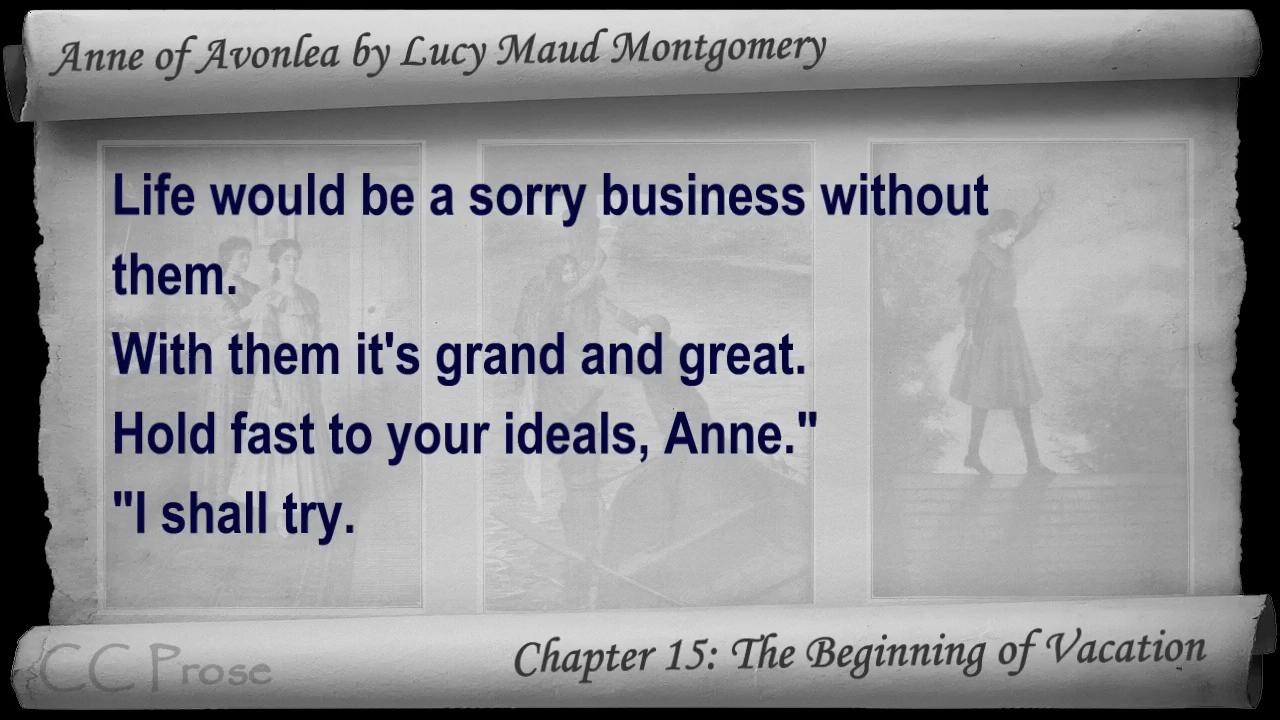 Anne of Avonlea by Lucy Maud Montgomery
Life would be a sorry business without
them.
With them it's grand and great.
Hold fast to your ideals, Anne."
"I shall try.
CC Prose
Chapter 15: The Beginning of Vacation